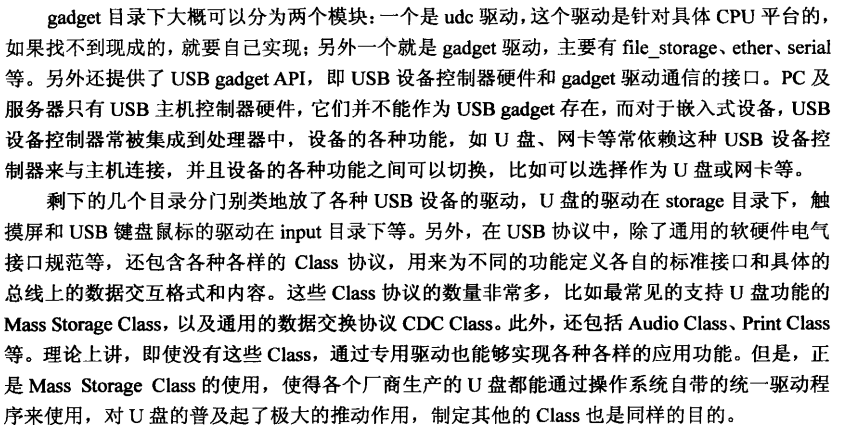 gadget 目录下大概可以分为两个模块：一个是 udc 驱动，这个驱动是针对具体 CPU 平台的，
如果找不到现成的，就要自己实现；另外一个就是 gadget 驱动，主要有 file_storage、ether、serial
等。另外还提供了 USB gadget API，即 USB 设备控制器硬件和 gadget 驱动通信的接口。PC 及
服务器只有 USB 主机控制器硬件，它们并不能作为 USB gadget 存在，而对于嵌入式设备，USB
设备控制器常被集成到处理器中，设备的各种功能，如 U 盘、网卡等常依赖这种 USB 设备控
制器来与主机连接，并且设备的各种功能之间可以切换，比如可以选择作为 U 盘或网卡等。
剩下的几个目录分门别类地放了各种 USB 设备的驱动，U 盘的驱动在 storage 目录下，触
摸屏和 USB 键盘鼠标的驱动在 input 目录下等。另外，在 USB 协议中，除了通用的软硬件电气
接口规范等，还包含各种各样的 Class 协议，用来为不同的功能定义各自的标准接口和具体的
总线上的数据交互格式和内容。这些 Class 协议的数量非常多，比如最常见的支持 U 盘功能的
Mass Storage Class，以及通用的数据交换协议 CDC Class。此外，还包括 Audio Class、Print Class
等。理论上讲，即使没有这些 Class，通过专用驱动也能够实现各种各样的应用功能。但是，正
是 Mass Storage Class 的使用，使得各个厂商生产的 U 盘都能通过操作系统自带的统一驱动程
序来使用，对 U 盘的普及起了极大的推动作用，制定其他的 Class 也是同样的目的。